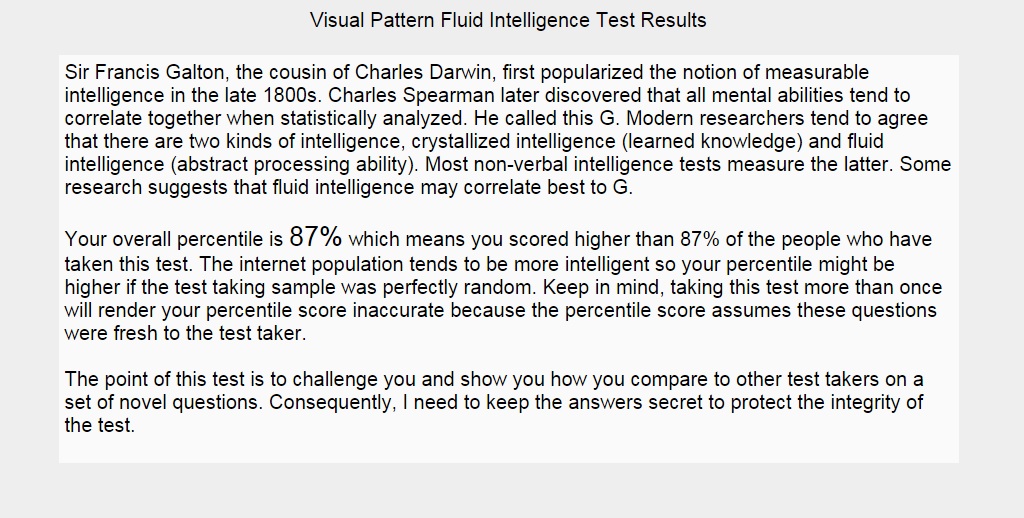 Visual Pattern Fluid Intelligence Test Results
Sir Francis Galton, the cousin of Charles Darwin, first popularized the notion of measurable
intelligence in the late 1800s. Charles Spearman later discovered that all mental abilities tend to
correlate together when statistically analyzed. He called this G. Modern researchers tend to agree
that there are two kinds of intelligence, crystallized intelligence (learned knowledge) and fluid
intelligence (abstract processing ability). Most non-verbal intelligence tests measure the latter. Some
research suggests that fluid intelligence may correlate best to G.
Your overall percentile is 87% which means you scored higher than 87% of the people who have
taken this test. The internet population tends to be more intelligent so your percentile might be
higher if the test taking sample was perfectly random. Keep in mind, taking this test more than once
will render your percentile score inaccurate because the percentile score assumes these questions
were fresh to the test taker.
The point of this test is to challenge you and show you how you compare to other test takers on a
set of novel questions. Consequently, I need to keep the answers secret to protect the integrity of
the test.